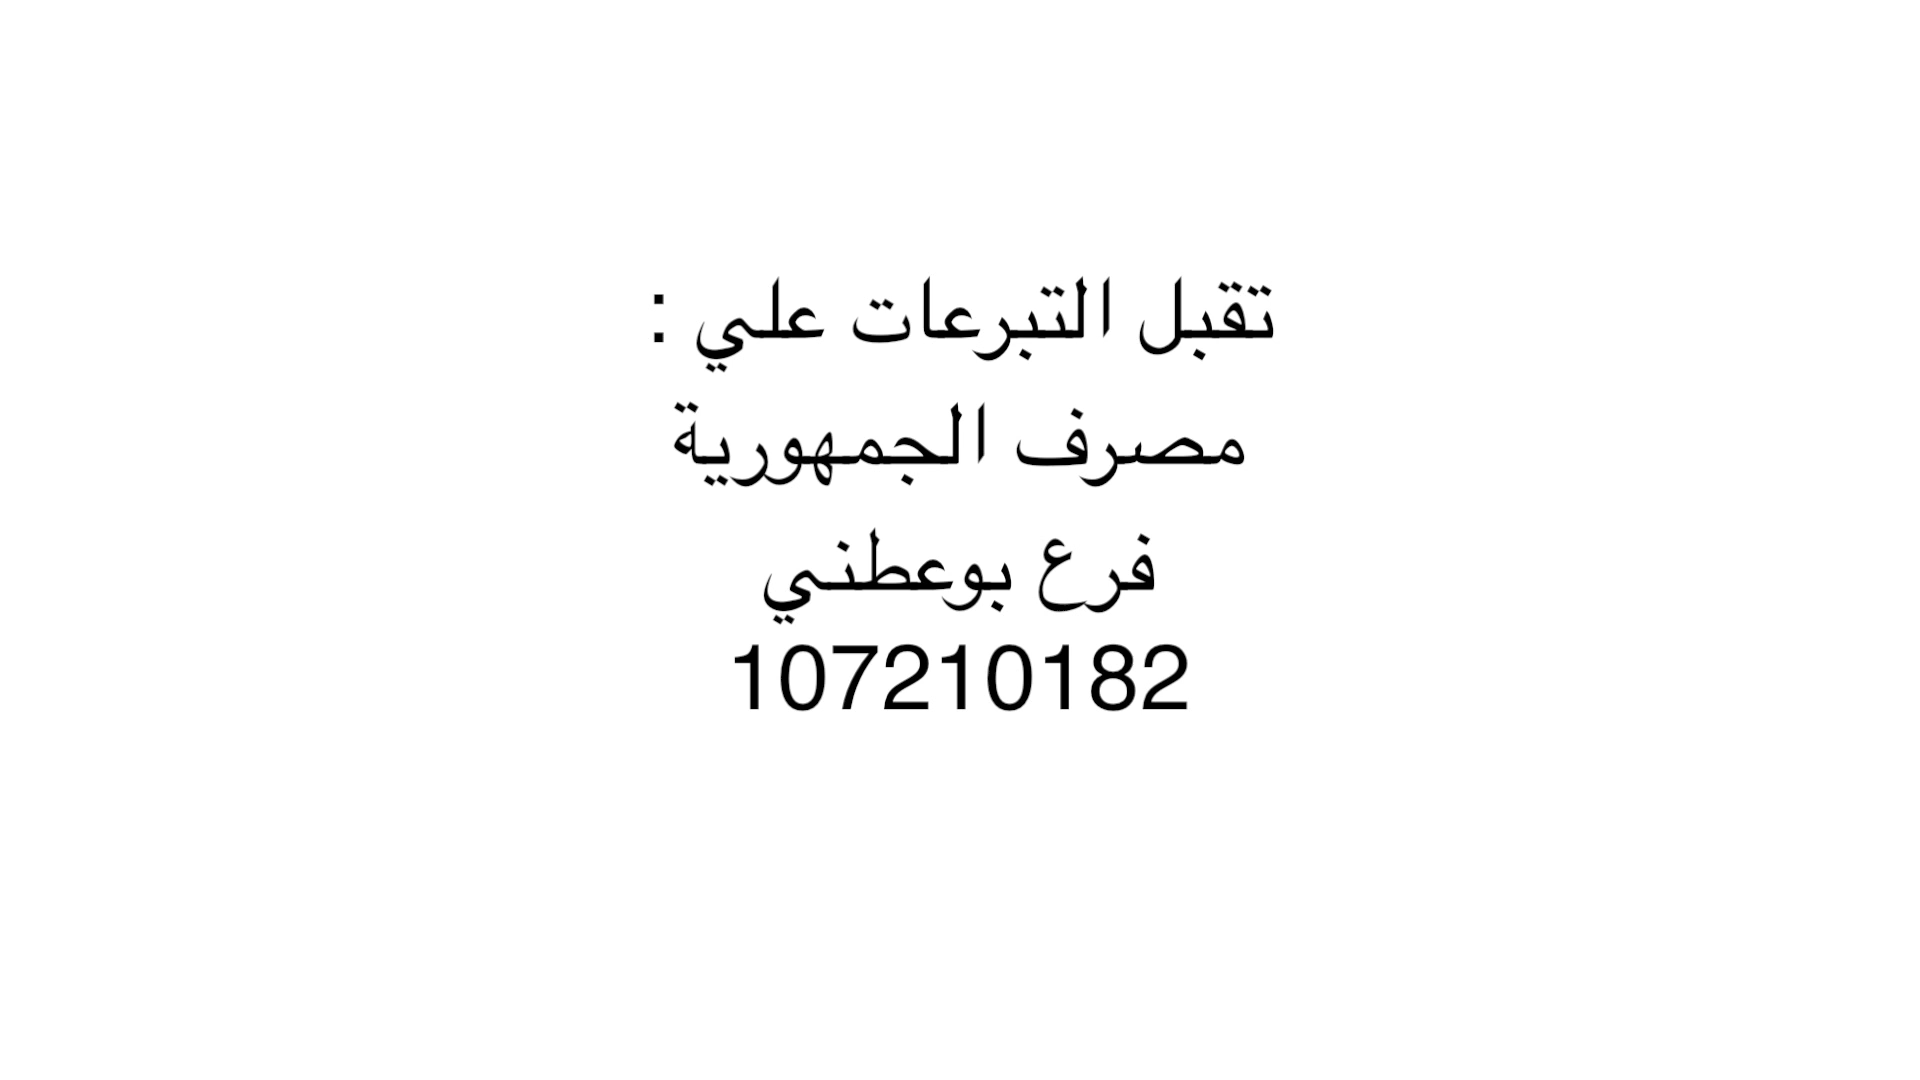 تقبل التبرعات علي :
مصرف الجمهورية
فرع بوعطني
107210182